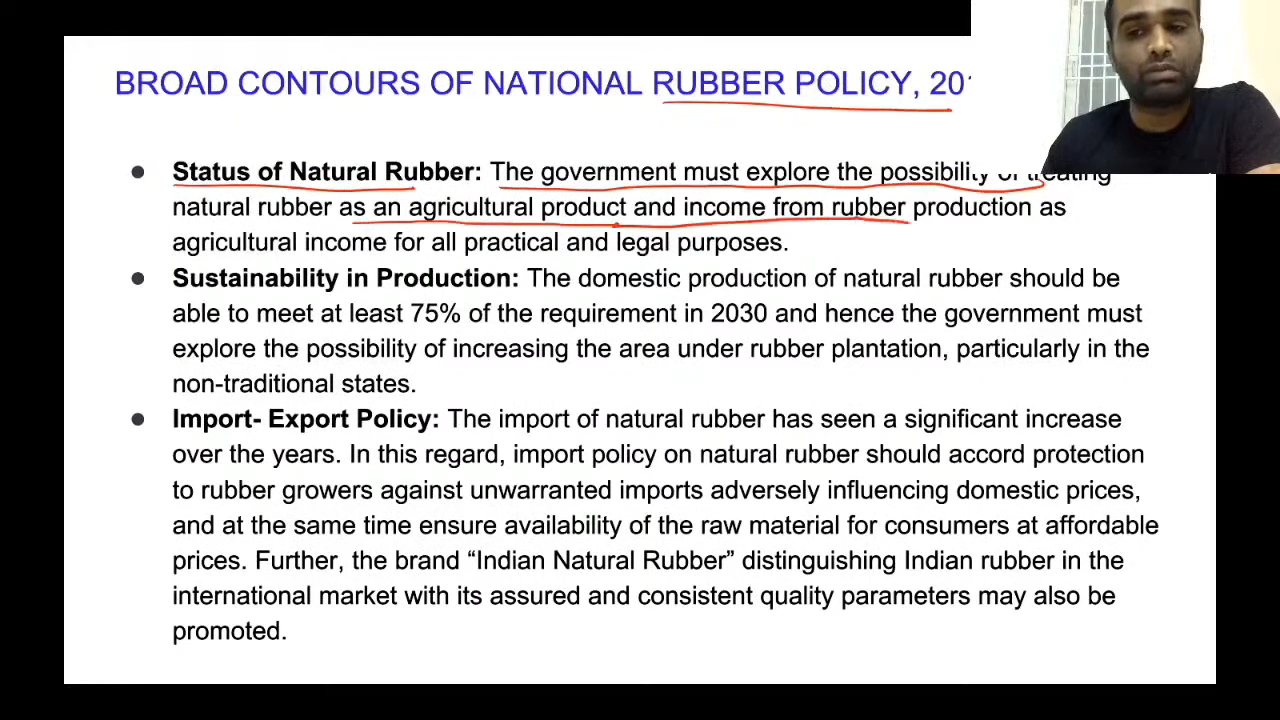 BROAD CONTOURS OF NATIONAL RUBBER POLICY, 20
● Status of Natural Rubber: The government must explore the possibility of treating
natural rubber as an agricultural product and income from rubber production as
agricultural income for all practical and legal purposes.
● Sustainability in Production: The domestic production of natural rubber should be
able to meet at least 75% of the requirement in 2030 and hence the government must
explore the possibility of increasing the area under rubber plantation, particularly in the
non-traditional states.
● Import- Export Policy: The import of natural rubber has seen a significant increase
over the years. In this regard, import policy on natural rubber should accord protection
to rubber growers against unwarranted imports adversely influencing domestic prices,
and at the same time ensure availability of the raw material for consumers at affordable
prices. Further, the brand “Indian Natural Rubber” distinguishing Indian rubber in the
international market with its assured and consistent quality parameters may also be
promoted.